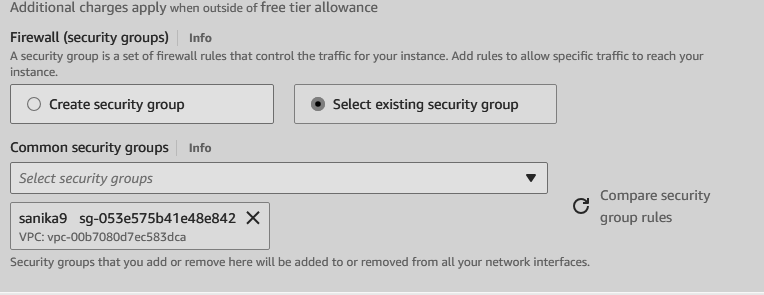 Additional charges apply when outside of free tier allowance
Firewall (security groups) Info
A security group is a set of firewall rules that control the traffic for your instance. Add rules to allow specific traffic to reach your
instance.
Create security group Select existing security group
Common security groups Info
Select security groups
Compare security
group rules
sanika9 sg-053e575b41e48e842
VPC: vpc-00b7080d7ec583dca
Security groups that you add or remove here will be added to or removed from all your network interfaces.